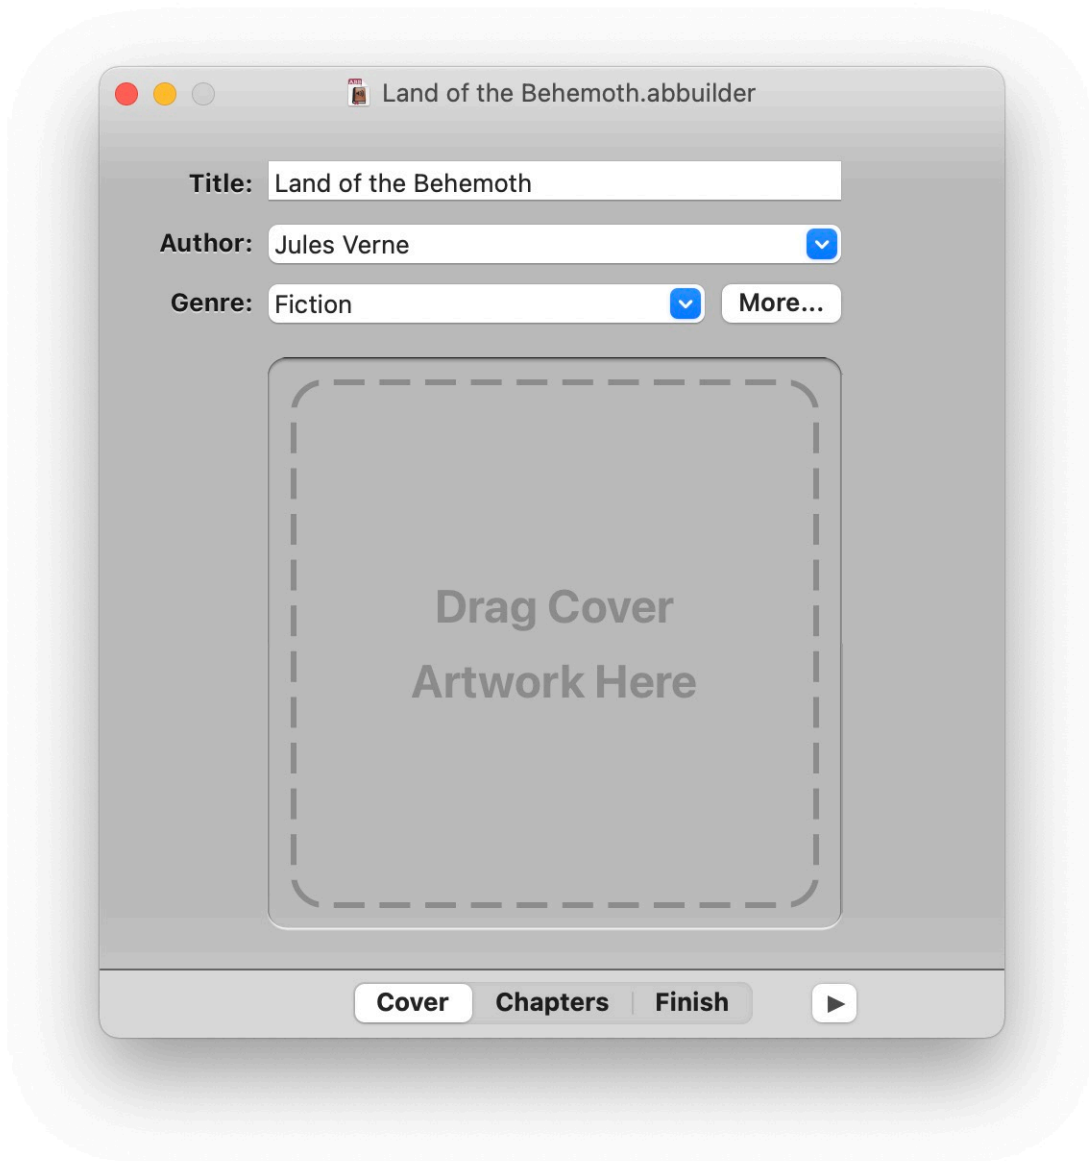 Land of the Behemoth.abbuilder
Title: Land of the Behemoth
Author: Jules Verne
Genre: Fiction More...
Drag Cover
Artwork Here
Cover Chapters Finish